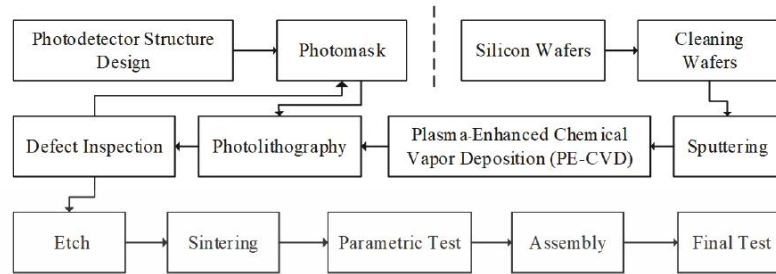 Photodetector Structure
Design
Photomask
Silicon Wafers
Cleaning
Wafers
Defect Inspection
Photolithography
Plasma-Enhanced Chemical
Vapor Deposition (PE-CVD)
Sputtering
Etch
Sintering
Parametric Test
Assembly
Final Test